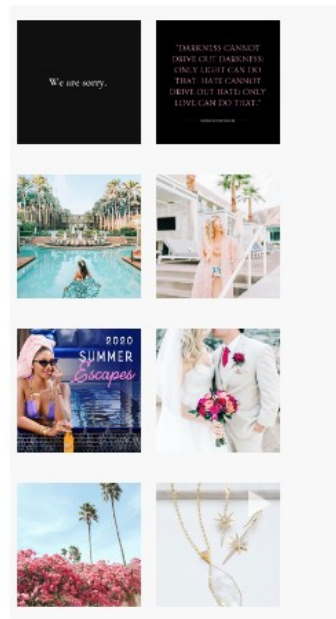 We are sorry.
"DARKNESS CANNOT
DRIVE OUT DARKNESS:
ONLY LIGHT CAN DO
THAT. HATE CANNOT
DRIVE OUT HATE: ONLY
LOVE CAN DO THAT."
2020
SUMMER
Escapes